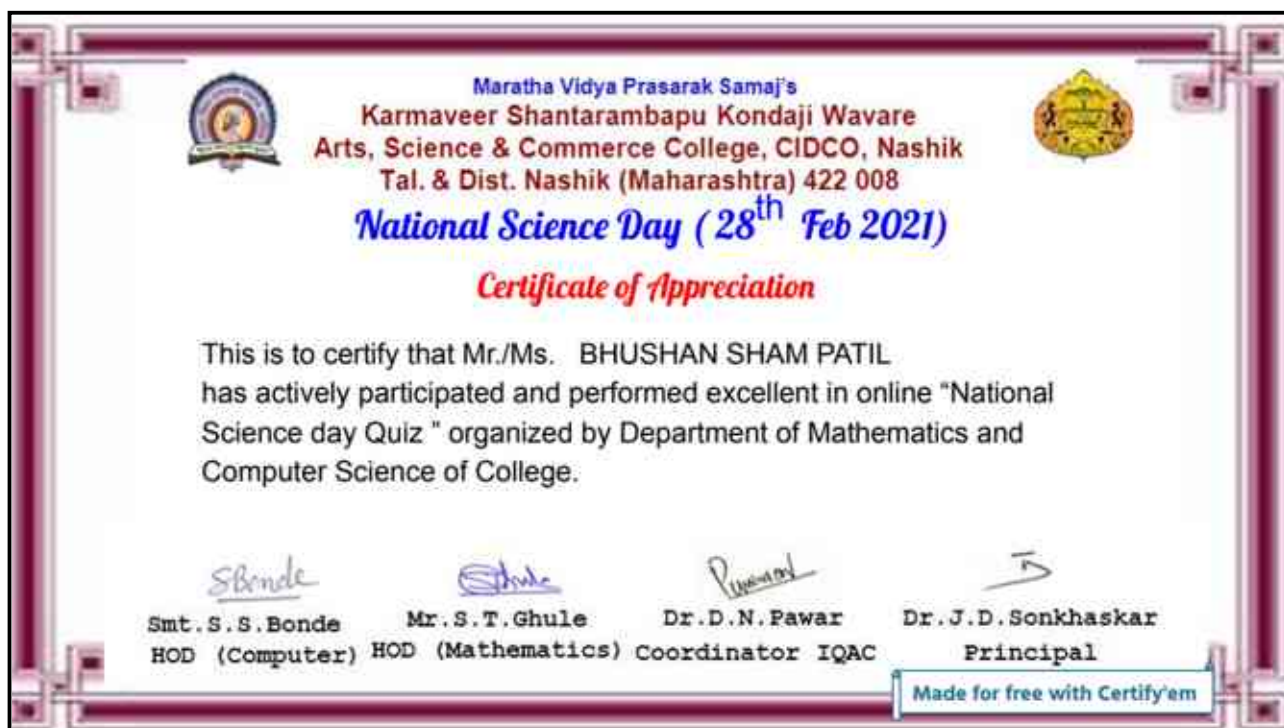 Maratha Vidya Prasarak Samaj's
Karmaveer Shantarambapu Kondaji Wavare
Arts, Science & Commerce College, CIDCO, Nashik
Tal. & Dist. Nashik (Maharashtra) 422 008
National Science Day ( 28th Feb 2021)
Certificate of Appreciation
This is to certify that Mr./Ms. BHUSHAN SHAM PATIL
has actively participated and performed excellent in online “National
Science day Quiz ” organized by Department of Mathematics and
Computer Science of College.
SBonde
Smt.S.S.Bonde Mr.S.T.Ghule Dr.D.N.Pawar Dr.J.D.Sonkhaskar
HOD (Computer) HOD (Mathematics) Coordinator IQAC Principal
Made for free with Certify'em